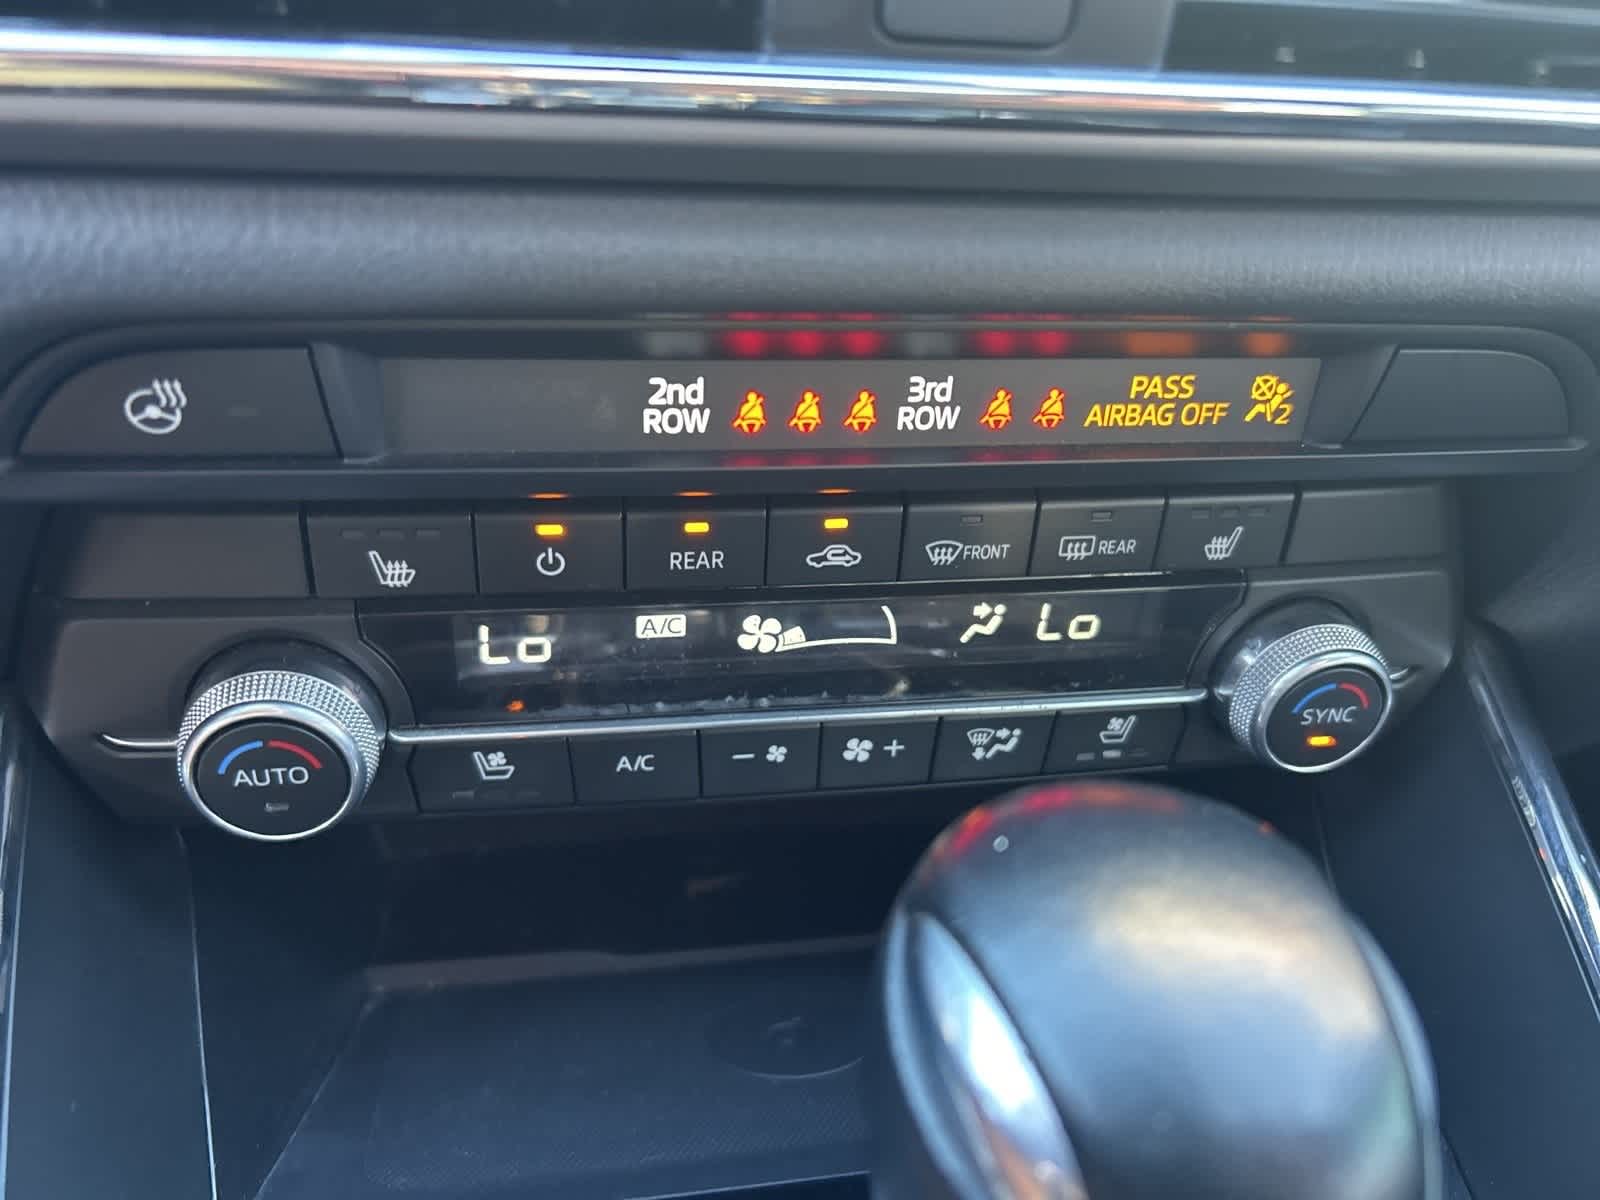 2nd
ROW
3rd
ROW
PASS
AIRBAG OFF
2
REAR
FRONT
REAR
Lo
A/C
Lo
AUTO
A/C
- +
SYNC